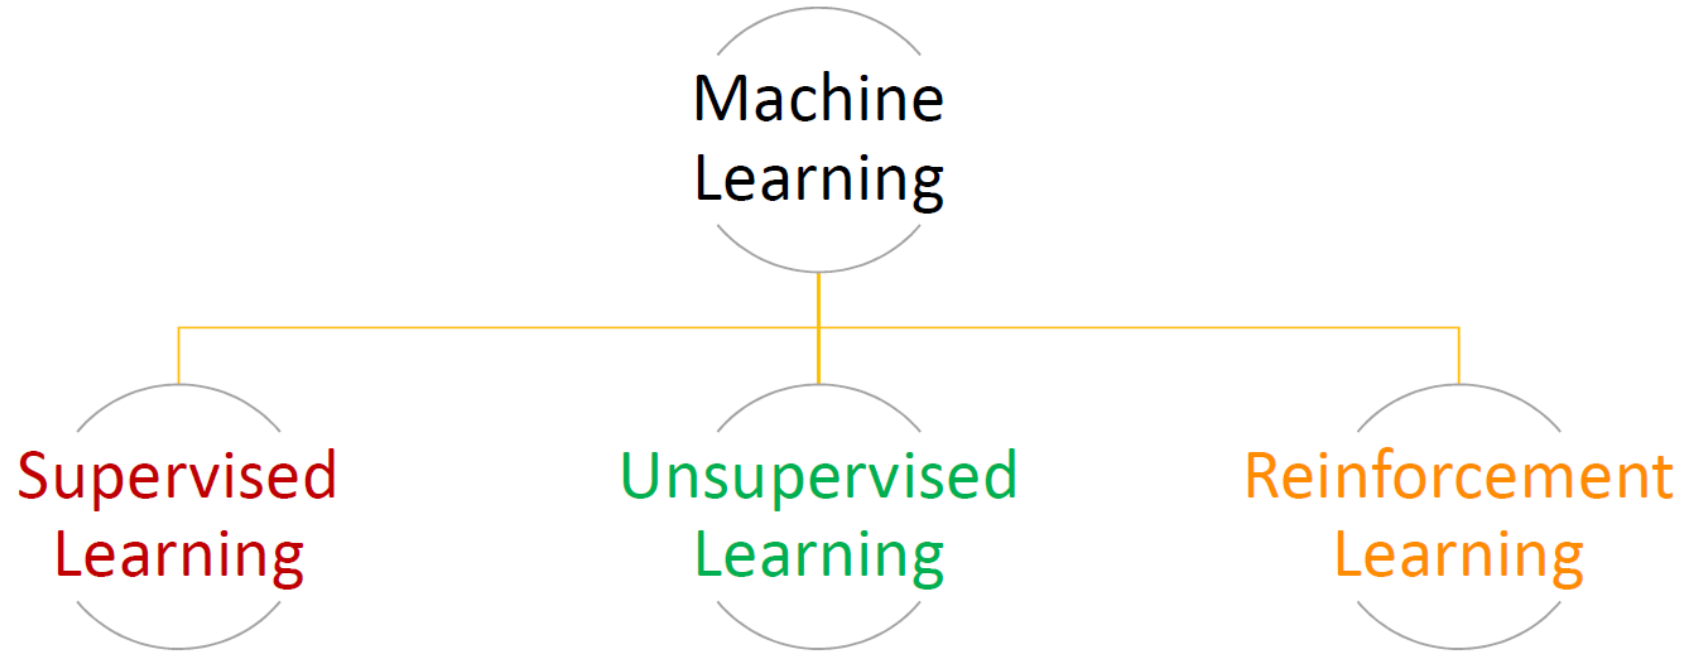 Machine
Learning
Supervised
Learning
Unsupervised
Learning
Reinforcement
Learning